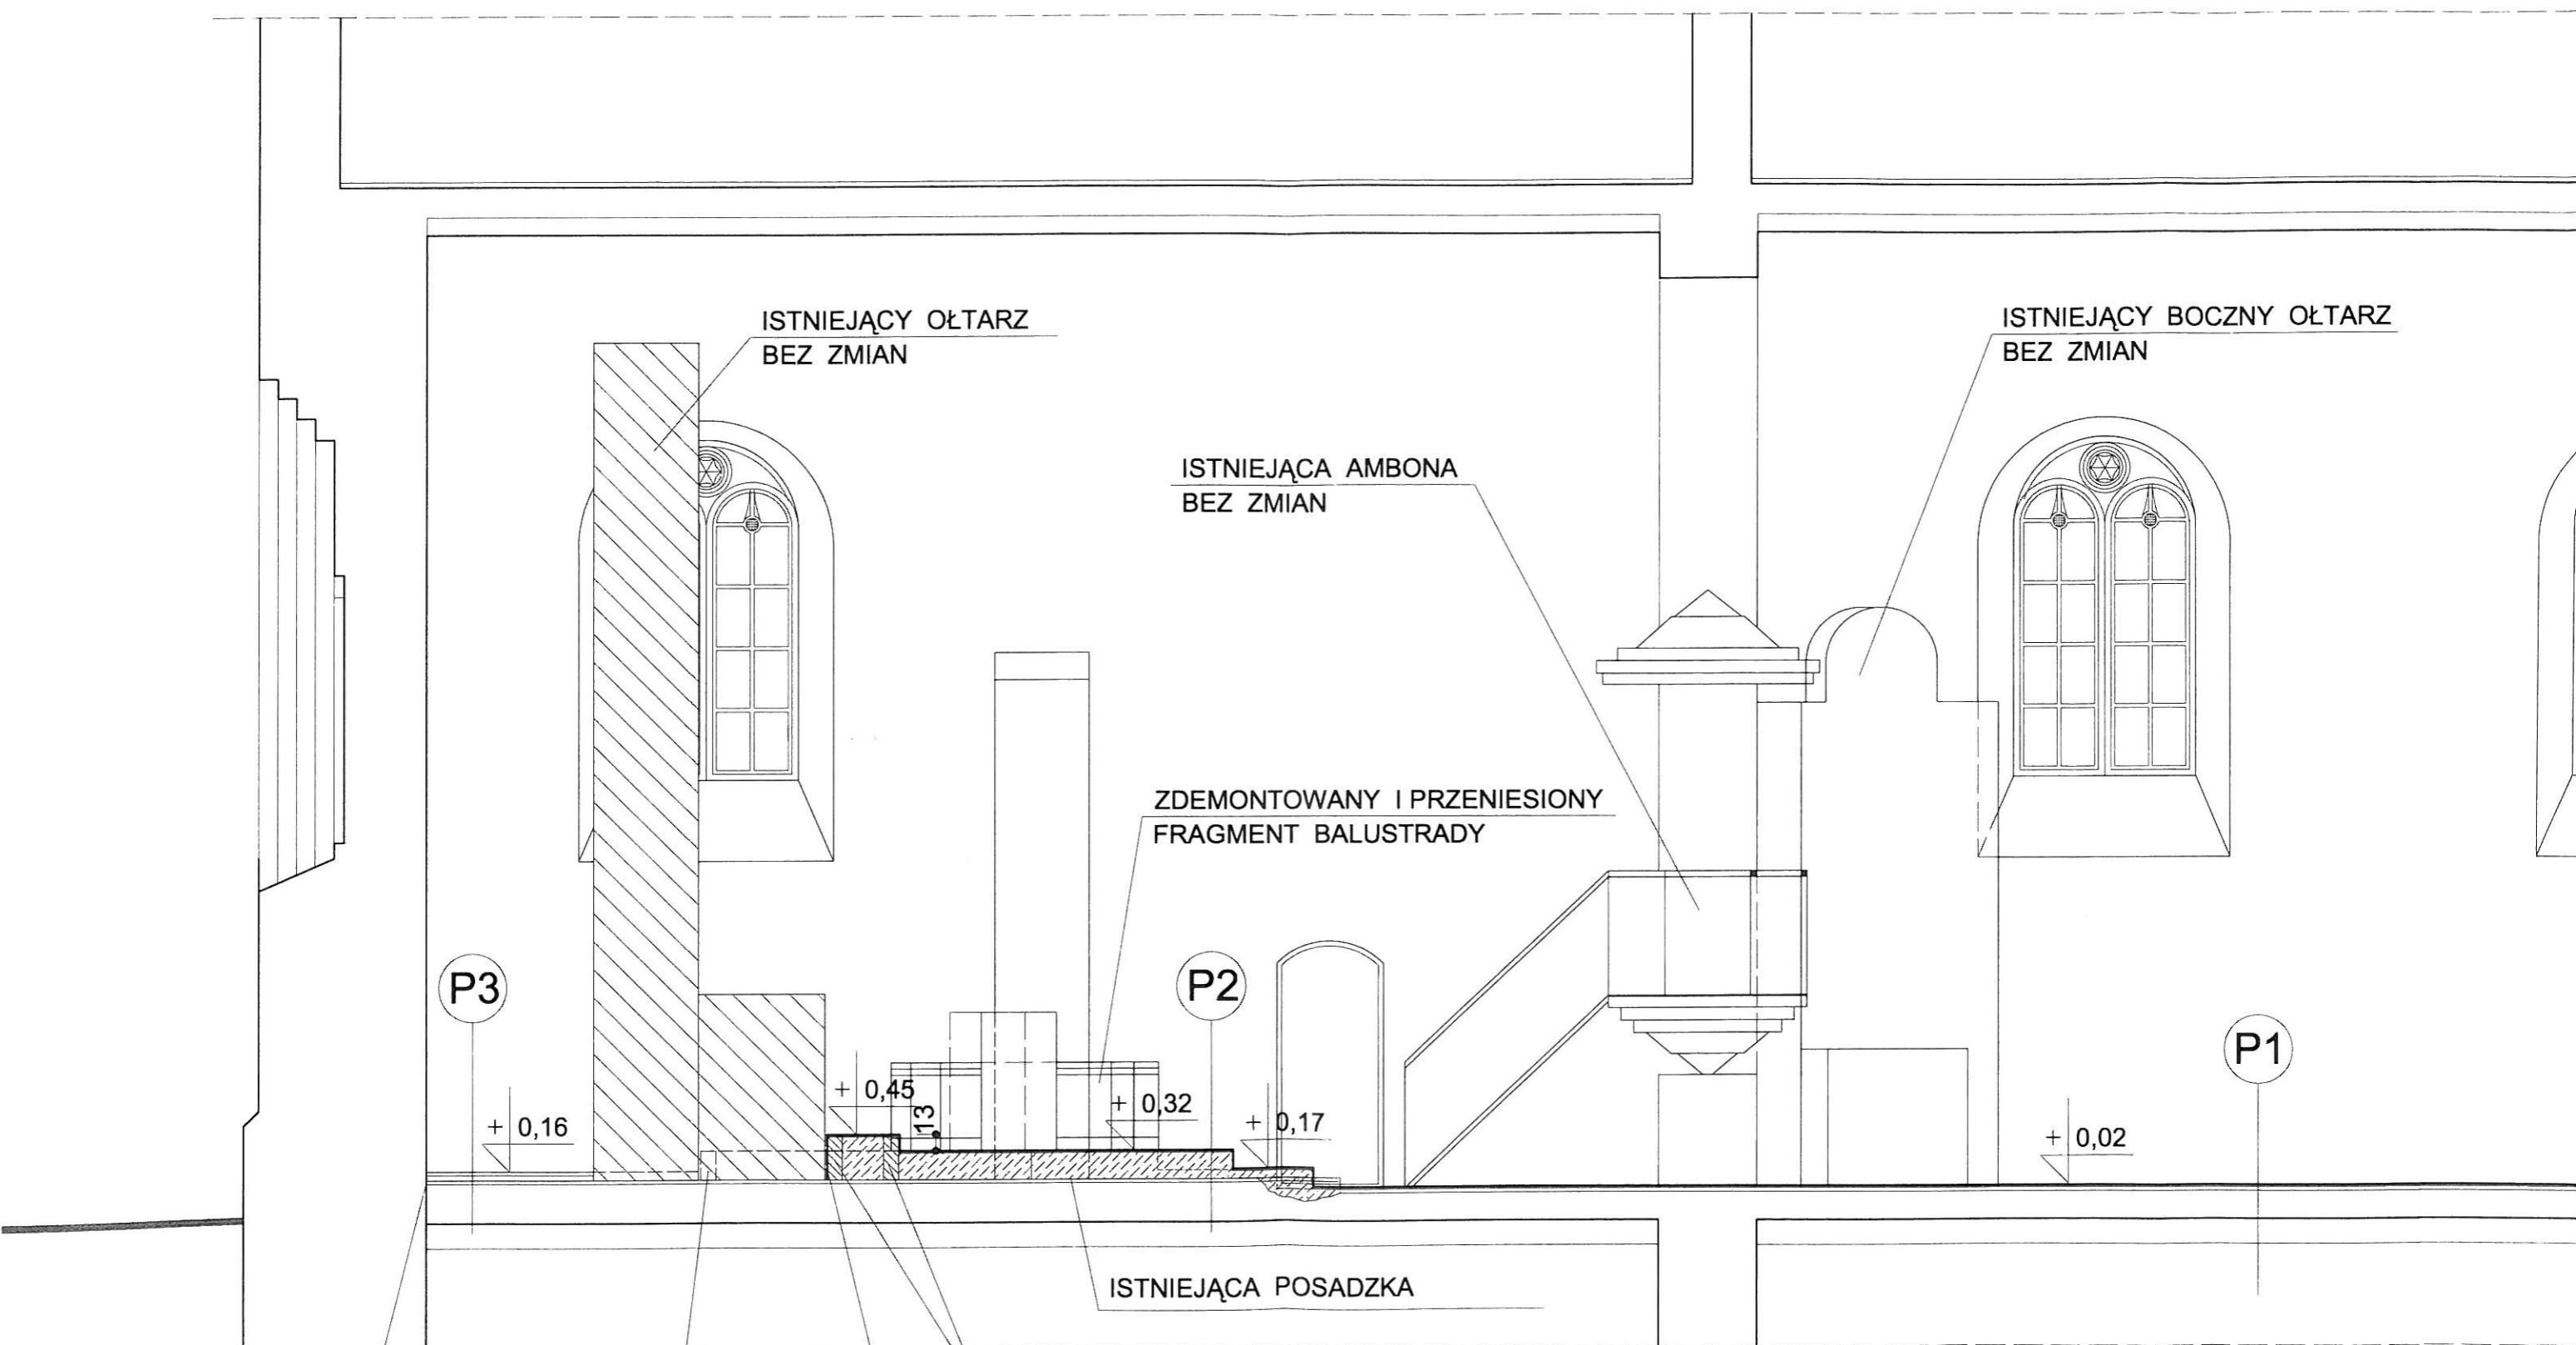 ISTNIEJĄCY OŁTARZ
BEZ ZMIAN
ISTNIEJĄCY BOCZNY OŁTARZ
BEZ ZMIAN
ISTNIEJĄCA AMBONA
BEZ ZMIAN
ZDEMONTOWANY I PRZENIESIONY
FRAGMENT BALUSTRADY
P3
P2
P1
+ 0,16
+ 0,45
13
+ 0,32
+ 0,17
+ 0,02
ISTNIEJĄCA POSADZKA